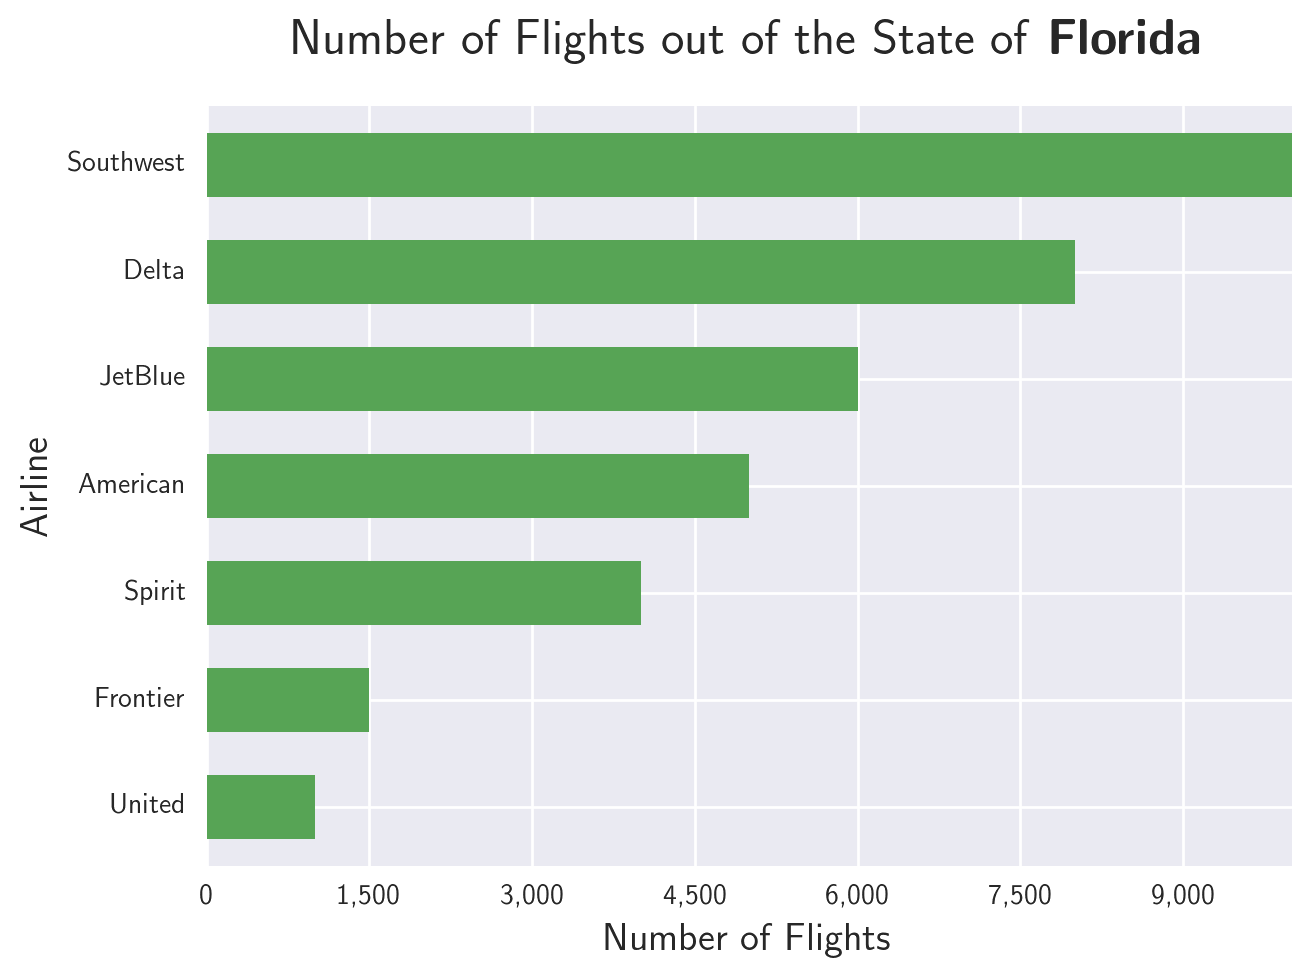 Number of Flights out of the State of Florida
Southwest
Delta
JetBlue
American
Spirit
Frontier
United
Airline
0 1,500 3,000 4,500 6,000 7,500 9,000
Number of Flights